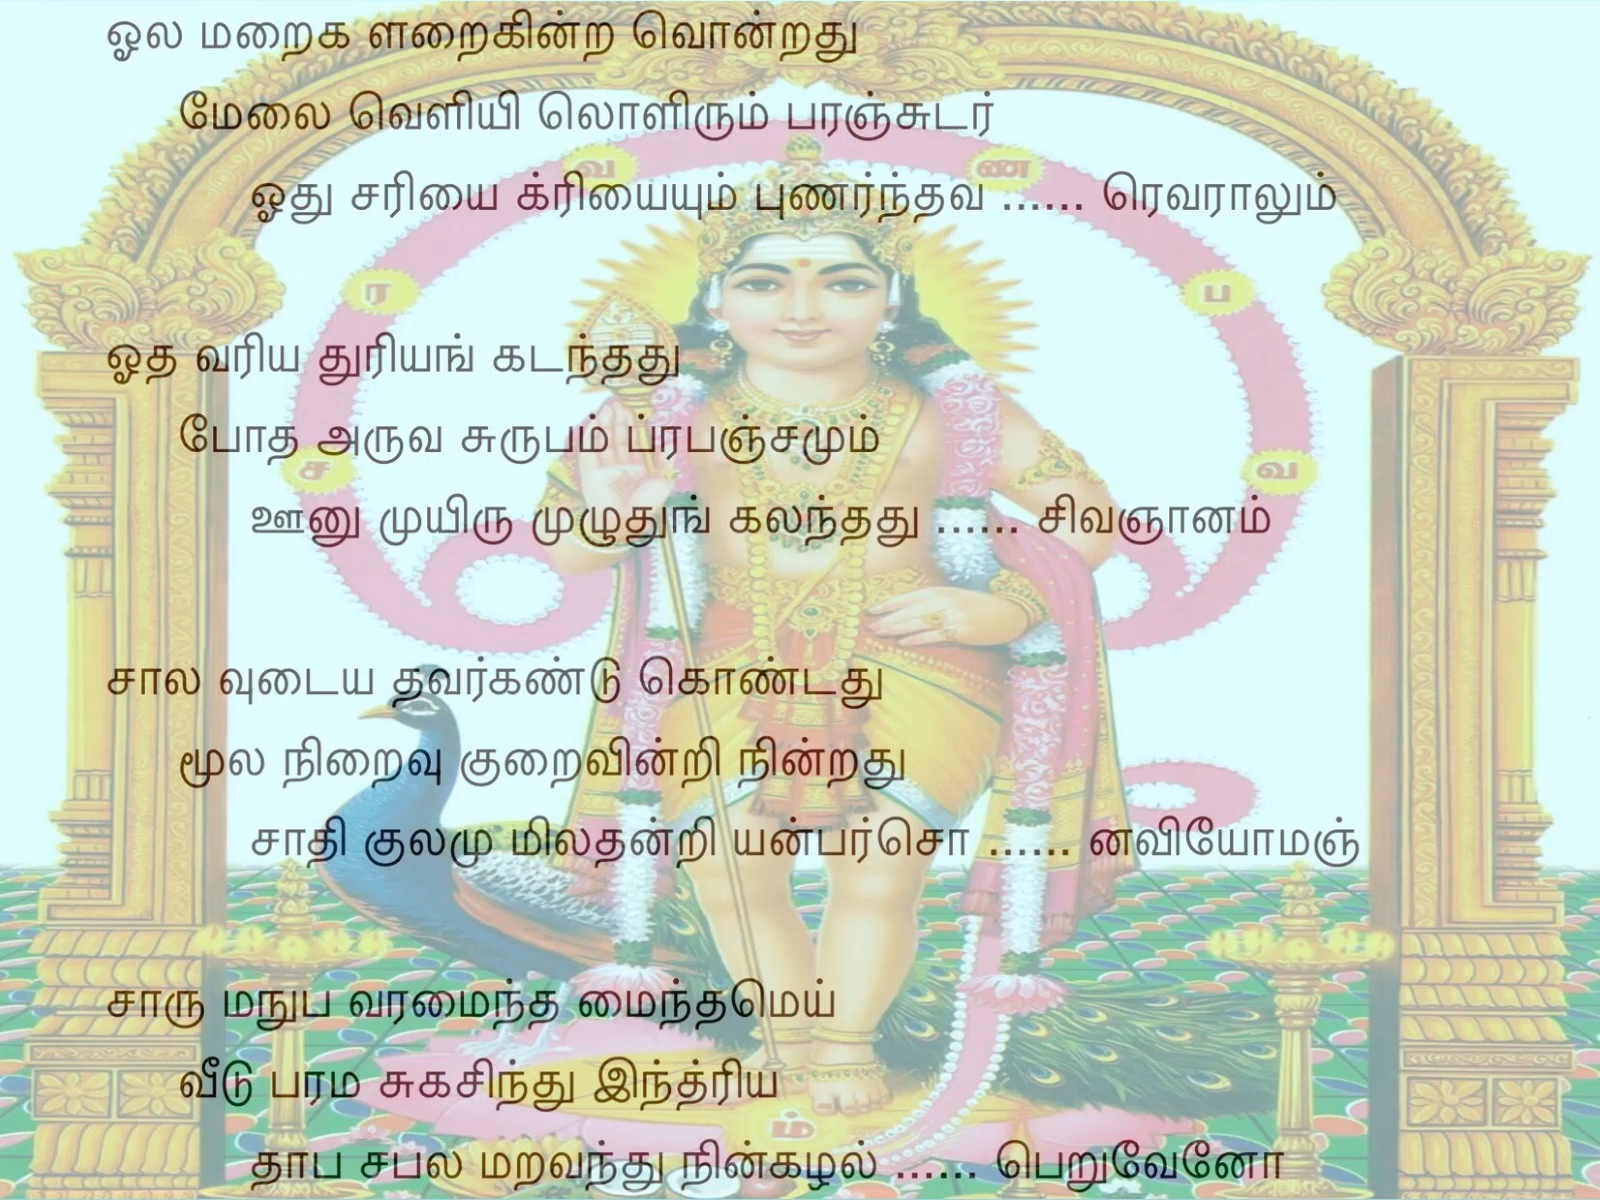 ஓல மறைக ளறைகின்ற வொன்றது
மேலை வெளியி லொளிரும் பரஞ்சுடர்
ஓது சரியை க்ரியையும் புணர்ந்தவ ...... ரெவராலும்
ஓத வரிய துரியங் கடந்தது
போத அருவ சுருபம் ப்ரபஞ்சமும்
ஊனு முயிரு முழுதுங் கலந்தது ...... சிவஞானம்
சால வுடைய தவர்கண்டு கொண்டது
மூல நிறைவு குறைவின்றி நின்றது
சாதி குலமு மிலதன்றி யன்பர்சொ ...... னவியோமஞ்
சாரு மநுப வரமைந்த மைந்தமெய்
வீடு பரம சுகசிந்து இந்த்ரிய
தாப சபல மறவந்து நின்கழல் ...... பெறுவேனோ
ச
ர
வ
ண
ப
வ
ம்